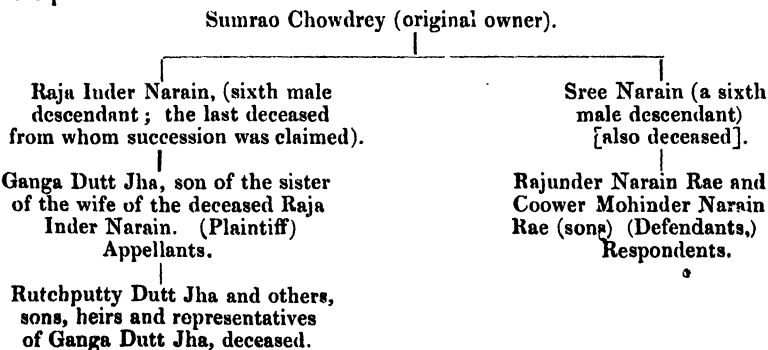 Sumrao Chowdrey (original owner).
Raja Inder Narain, (sixth male
descendant; the last deceased
from whom succession was claimed).
Ganga Dutt Jha, son of the sister
of the wife of the deceased Raja
Inder Narain. (Plaintiff)
Appellants.
Rutchputty Dutt Jha and others,
sons, heirs and representatives
of Ganga Dutt Jha, deceased.
Sree Narain (a sixth
male descendant)
[also deceased].
Rajunder Narain Rae and
Coower Mohinder Narain
Rae (sons) (Defendants,)
Respondents.